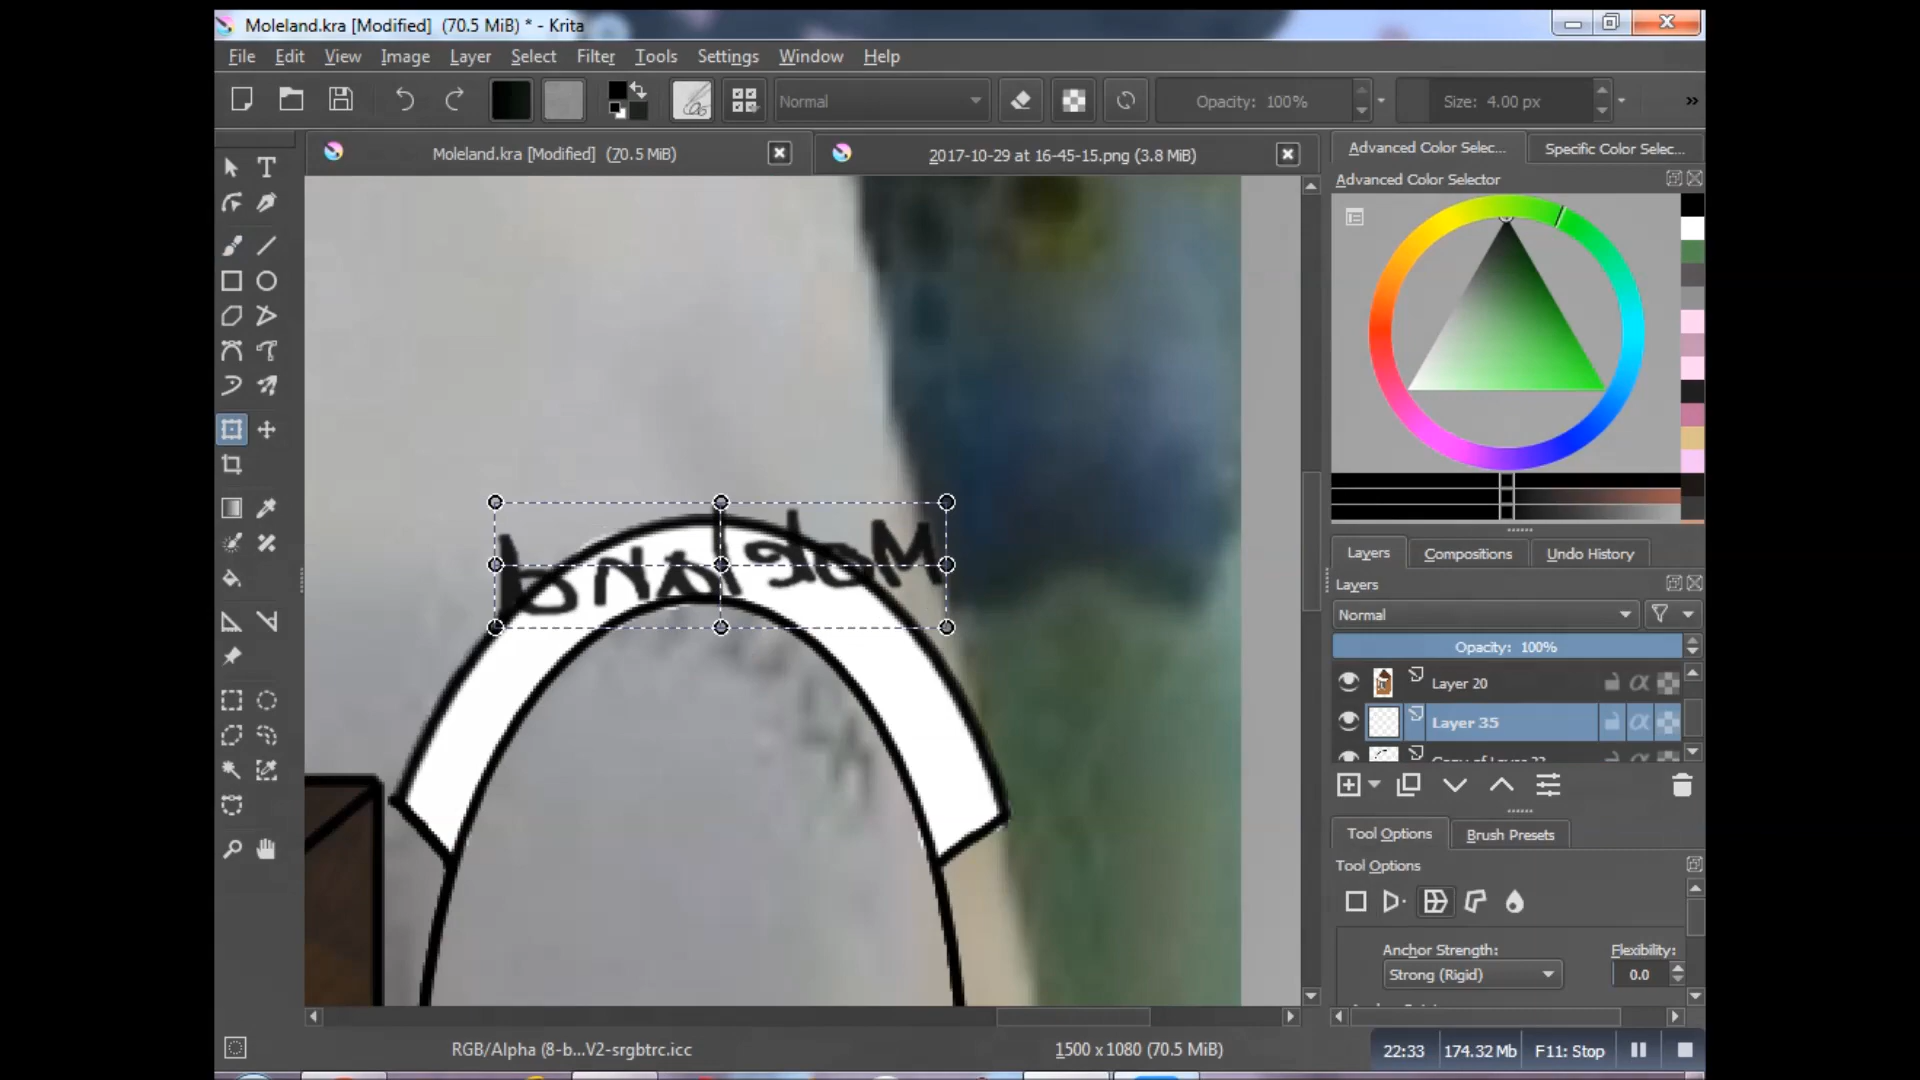 Moleland.kra [Modified] (70.5 MiB) * - Krita
File Edit View Image Layer Select Filter Tools Settings Window Help
Normal Opacity: 100% Size: 4.00 px »
Moleland.kra [Modified] (70.5 MiB) 2017-10-29 at 16-45-15.png (3.8 MiB)
Advanced Color Selec... Specific Color Selec...
Advanced Color Selector
Moleland
Layers Compositions Undo History
Layers
Normal
Opacity: 100%
Layer 20
Layer 35
Tool Options Brush Presets
Tool Options
Anchor Strength: Flexibility:
Strong (Rigid) 0.0
RGB/Alpha (8-b...V2-srgbtrc.icc 1500 x 1080 (70.5 MiB)
22:33 174.32 Mb F11: Stop